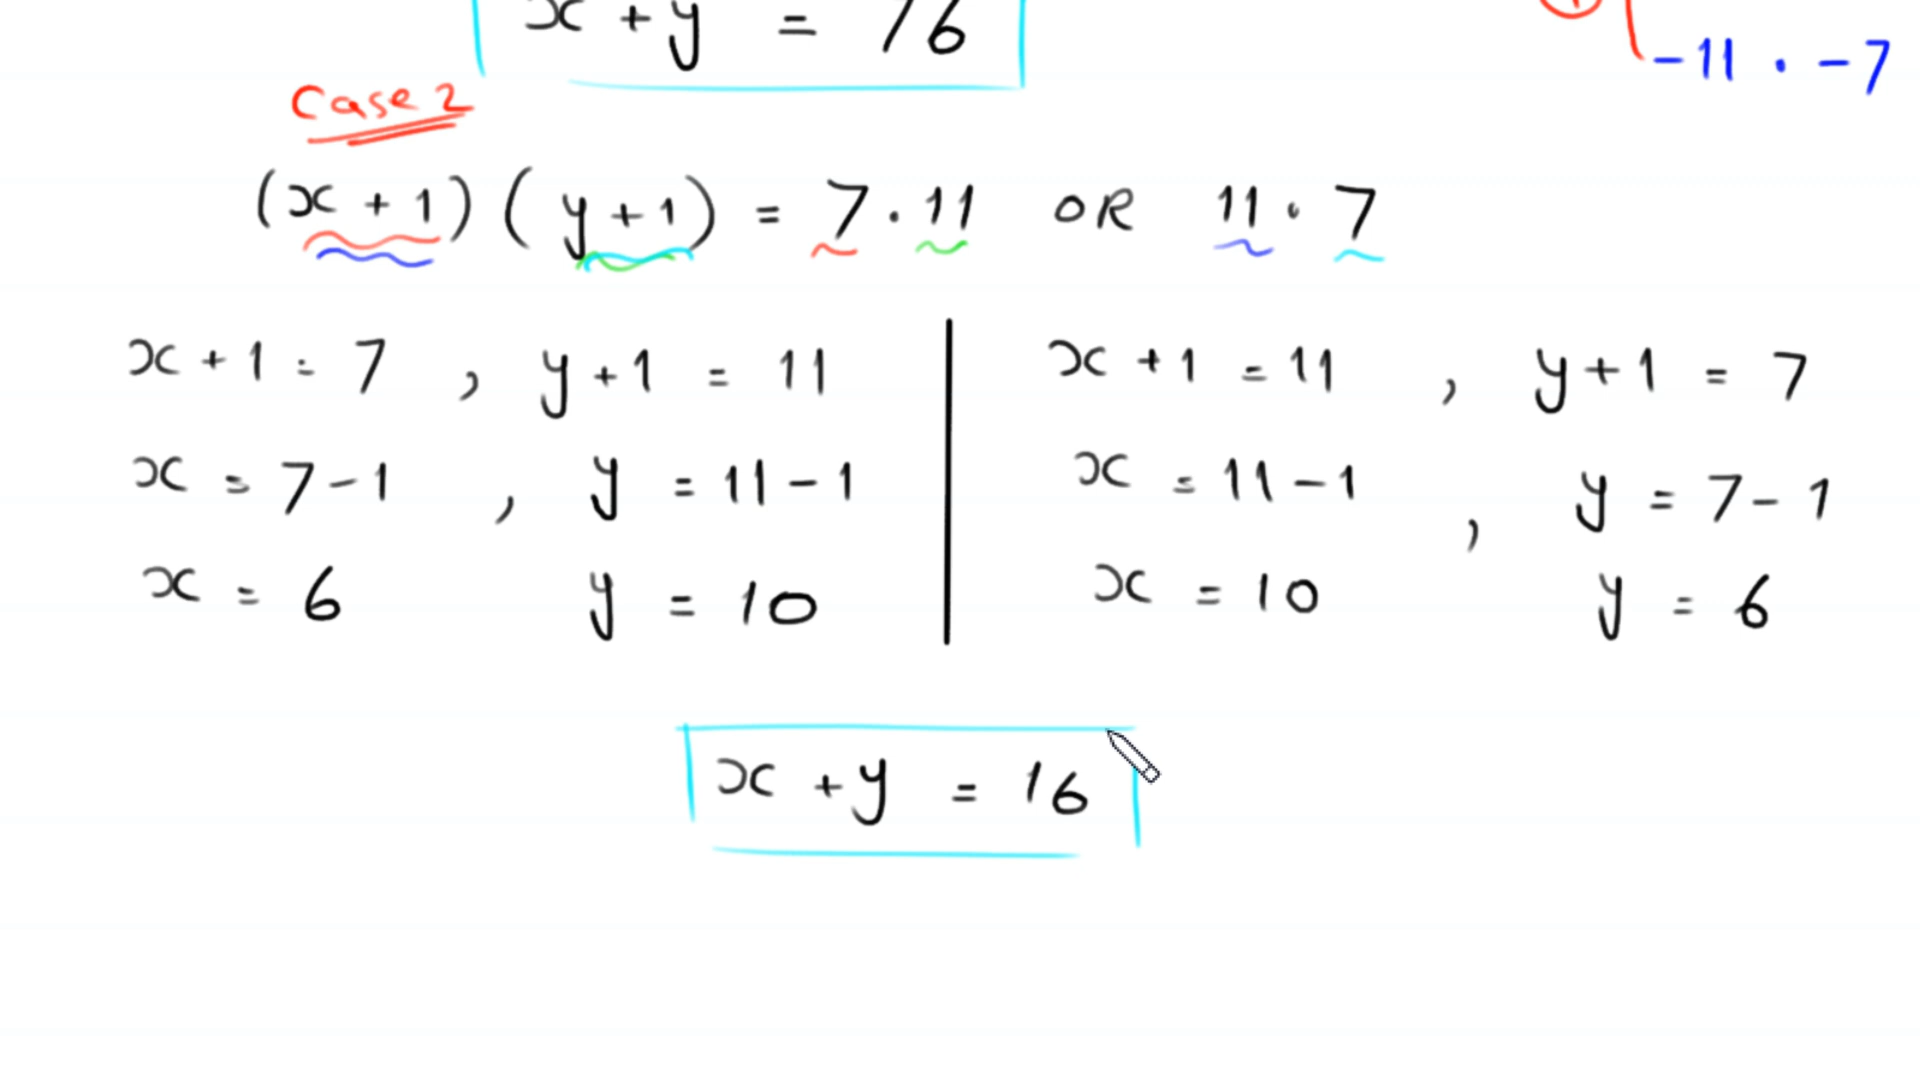 x + y = 76
-11 · -7
Case 2
(x + 1) (y + 1) = 7 · 11 OR 11 · 7
x + 1 = 7 , y + 1 = 11
x = 7 - 1 , y = 11 - 1
x = 6 y = 10
x + 1 = 11 , y + 1 = 7
x = 11 - 1 , y = 7 - 1
x = 10 y = 6
x + y = 16